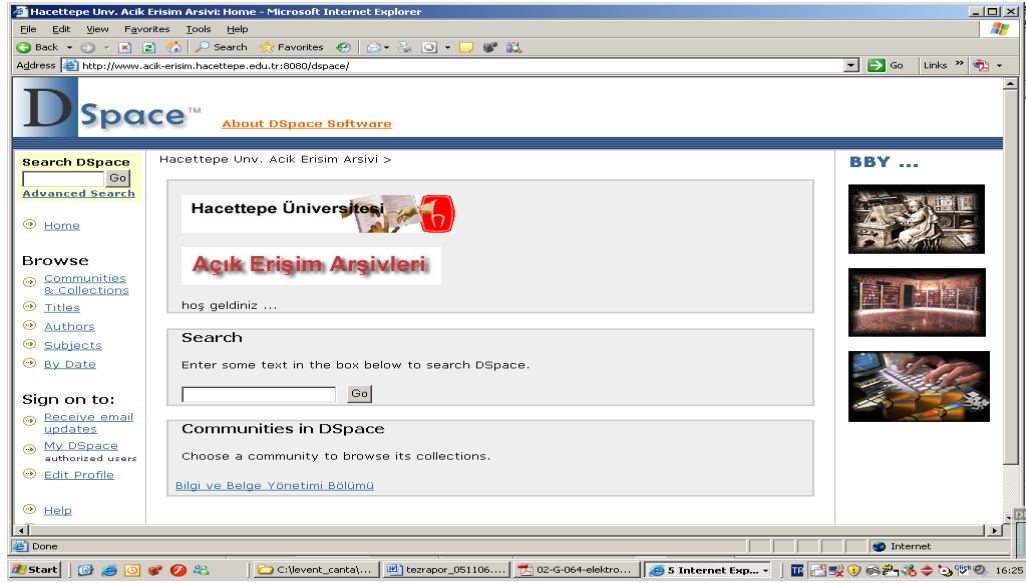 Hacettepe Unv. Acik Erisim Arsivi: Home - Microsoft Internet Explorer
File Edit View Favorites Tools Help
Back Search Favorites
Address http://www.acik-erisim.hacettepe.edu.tr:8080/dspace/ Go Links »
DSpace™ About DSpace Software
Search DSpace
Go
Advanced Search
Home
Browse
Communities
& Collections
Titles
Authors
Subjects
By Date
Sign on to:
Receive email
updates
My DSpace
authorized users
Edit Profile
Help
Hacettepe Unv. Acik Erisim Arsivi >
Hacettepe Üniversitesi
Açık Erişim Arşivleri
hoş geldiniz ...
Search
Enter some text in the box below to search DSpace.
Go
Communities in DSpace
Choose a community to browse its collections.
Bilgi ve Belge Yönetimi Bölümü
BBY ...
Done Internet
Start C:\levent_canta\... tezrapor_051106.... 02-G-064-elektro... 5 Internet Exp... TR 16:25